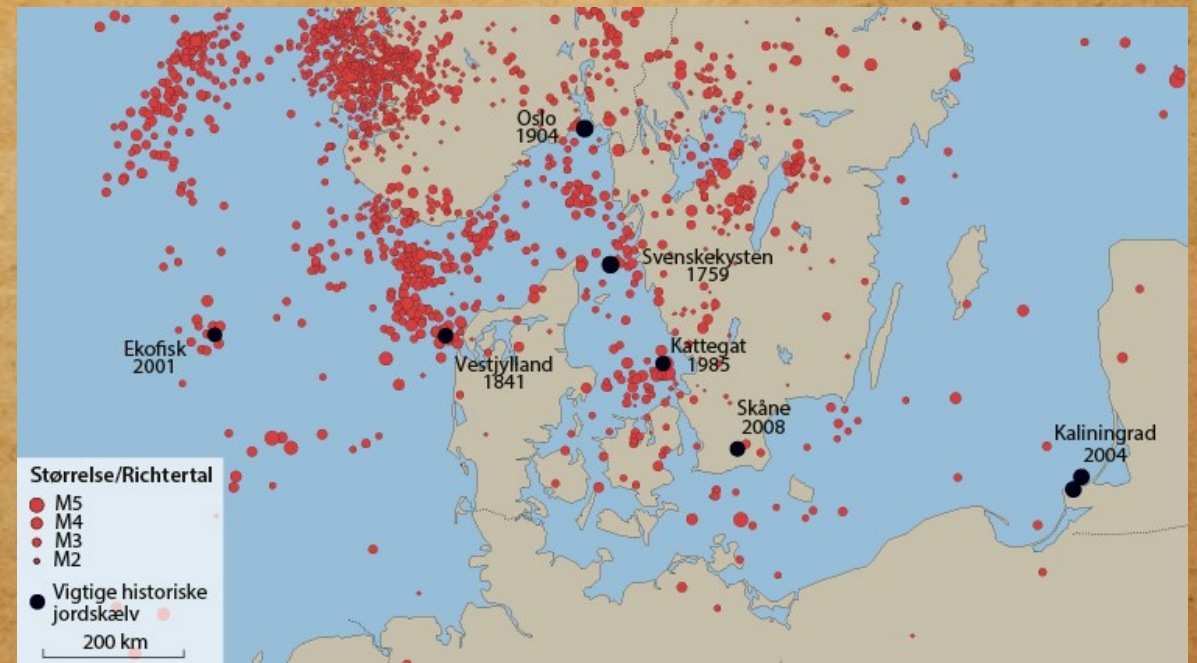 Oslo
1904
Svenskekysten
1759
Ekofisk
2001
Vestjylland
1841
Kattegat
1985
Skåne
2008
Kaliningrad
2004
Størrelse/Richtertal
M5
M4
M3
M2
Vigtige historiske
jordskælv
200 km